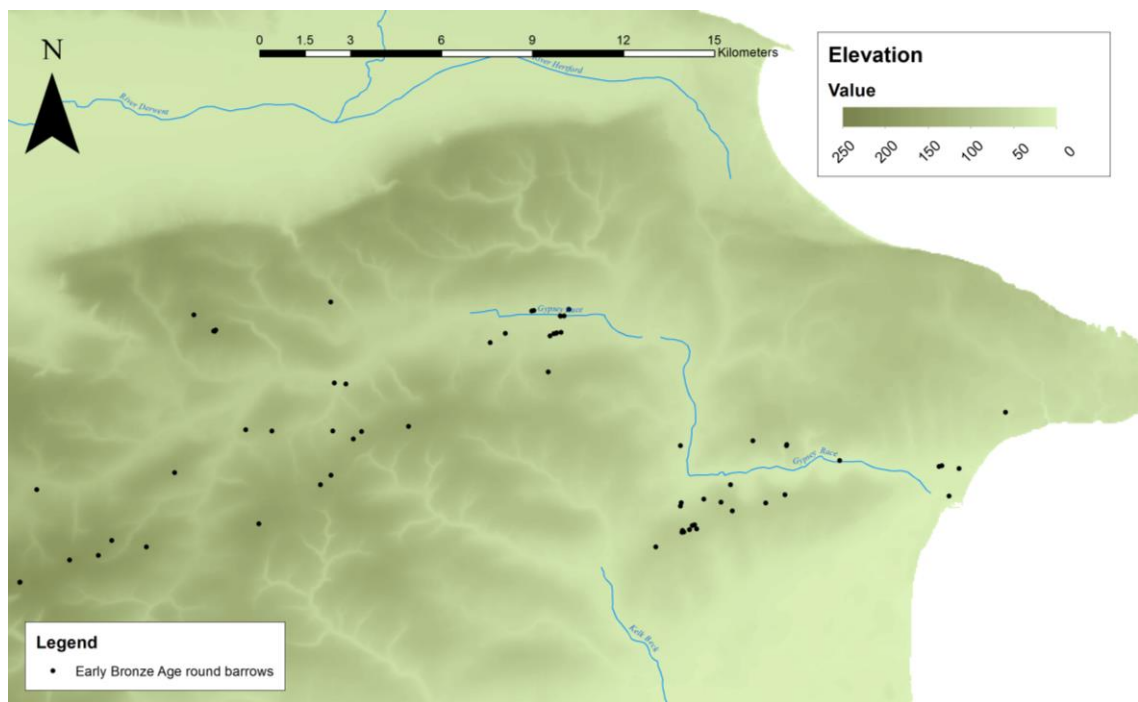 N
0 1.5 3 6 9 12 15
Kilometers
River Hertford
River Derwent
Elevation
Value
250 200 150 100 50 0
Gypsey Race
Gypsey Race
Kelk Beck
Legend
Early Bronze Age round barrows